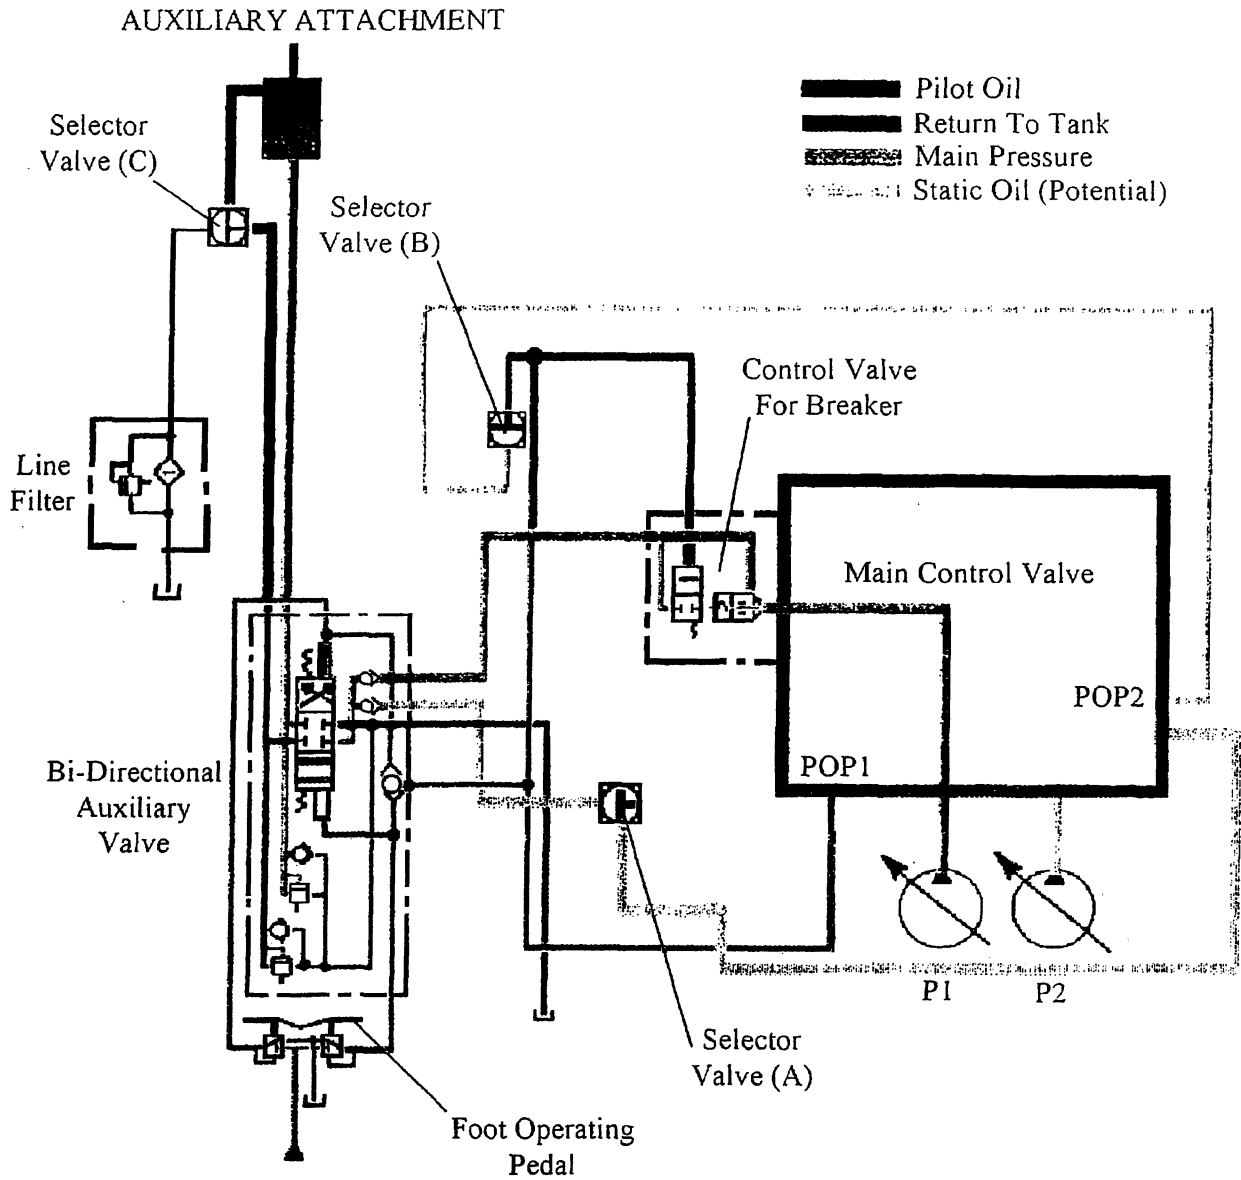 AUXILIARY ATTACHMENT
Pilot Oil
Return To Tank
Main Pressure
Static Oil (Potential)
Selector
Valve (C)
Selector
Valve (B)
Control Valve
For Breaker
Line
Filter
Main Control Valve
POP2
POP1
Bi-Directional
Auxiliary
Valve
P1
P2
Selector
Valve (A)
Foot Operating
Pedal